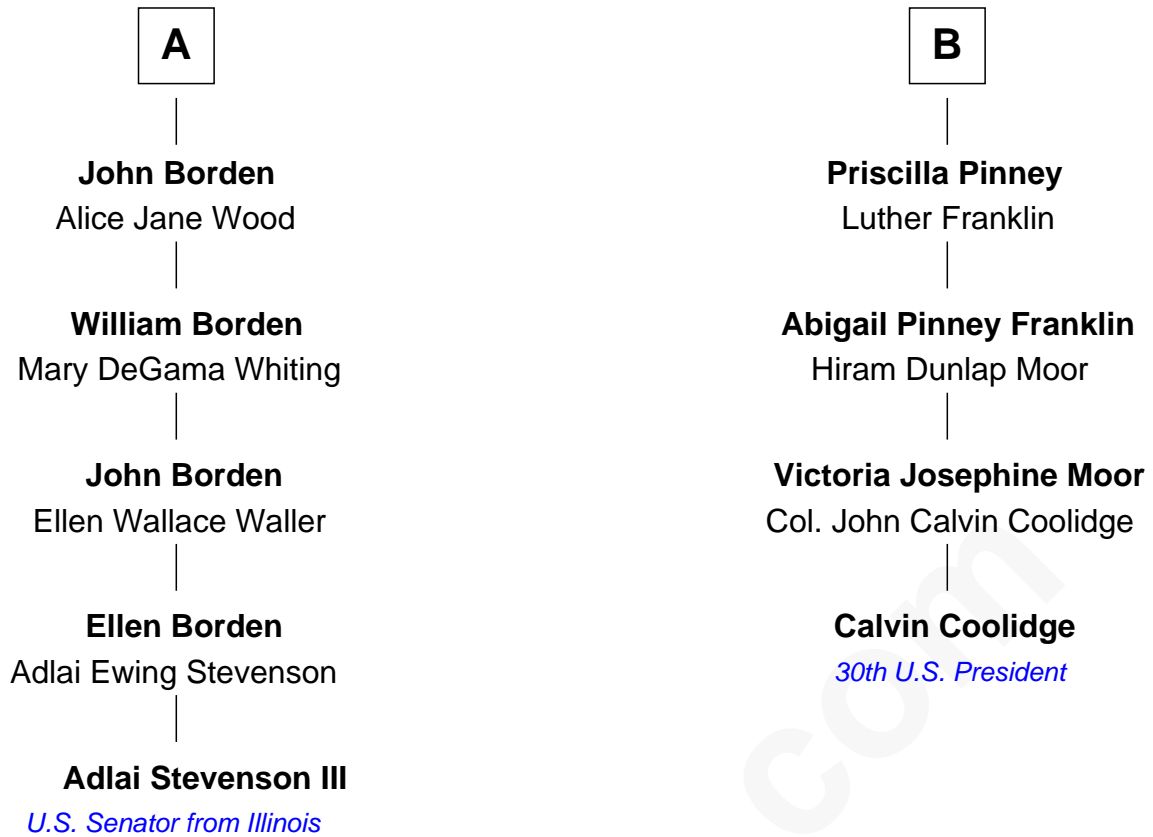 A
John Borden
Alice Jane Wood
William Borden
Mary DeGama Whiting
John Borden
Ellen Wallace Waller
Ellen Borden
Adlai Ewing Stevenson
Adlai Stevenson III
U.S. Senator from Illinois
B
Priscilla Pinney
Luther Franklin
Abigail Pinney Franklin
Hiram Dunlap Moor
Victoria Josephine Moor
Col. John Calvin Coolidge
Calvin Coolidge
30th U.S. President
com